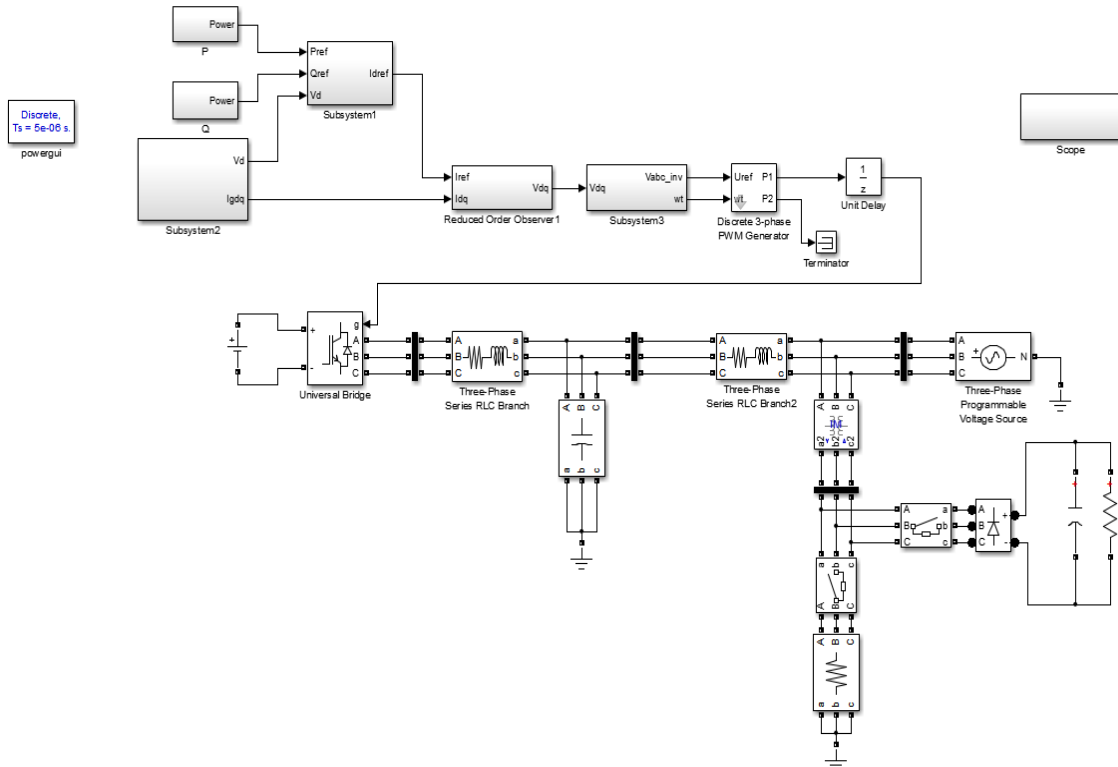 Power
P
Power
Q
Pref
Qref
Vd
Idref
Subsystem1
Discrete,
Ts = 5e-06 s.
powergui
Scope
Vd
Igdq
Subsystem2
Iref
Idq
Vdq
Reduced Order Observer1
Vdq
Vabc_inv
wt
Subsystem3
Uref
wt
P1
P2
Discrete 3-phase
PWM Generator
1
z
Unit Delay
Terminator
+
+
-
g
A
B
C
Universal Bridge
A
B
C
a
b
c
Three-Phase
Series RLC Branch
A
B
C
a
b
c
Three-Phase
Series RLC Branch2
A
B
C
+
N
Three-Phase
Programmable
Voltage Source
A B C
a b c
A B C
a2 b2 c2
A
B
C
a
b
c
A
B
C
+
-
+
+
a b c
A B C
A B C
a b c